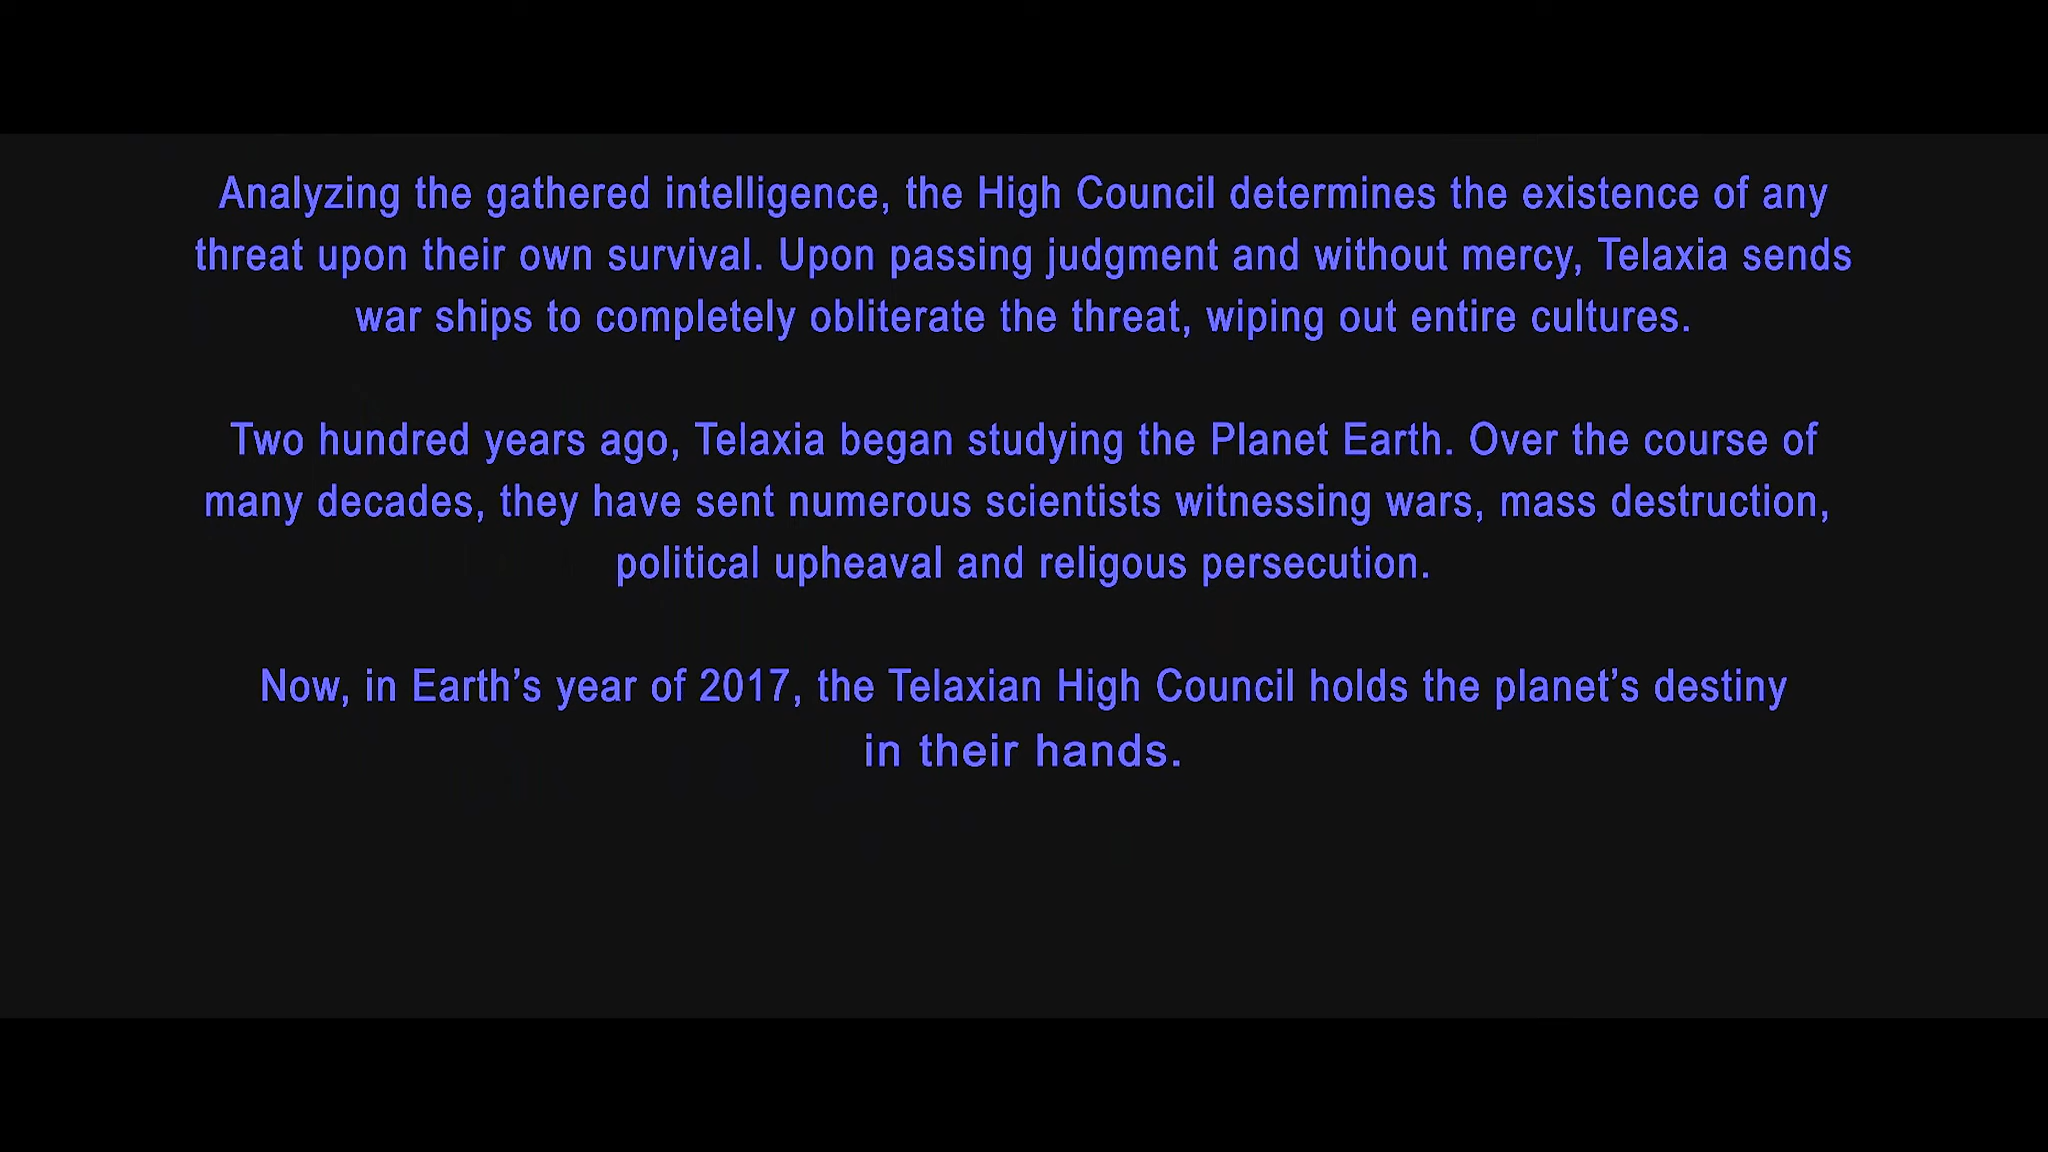 Analyzing the gathered intelligence, the High Council determines the existence of any
threat upon their own survival. Upon passing judgment and without mercy, Telaxia sends
war ships to completely obliterate the threat, wiping out entire cultures.
Two hundred years ago, Telaxia began studying the Planet Earth. Over the course of
many decades, they have sent numerous scientists witnessing wars, mass destruction,
political upheaval and religous persecution.
Now, in Earth’s year of 2017, the Telaxian High Council holds the planet’s destiny
in their hands.